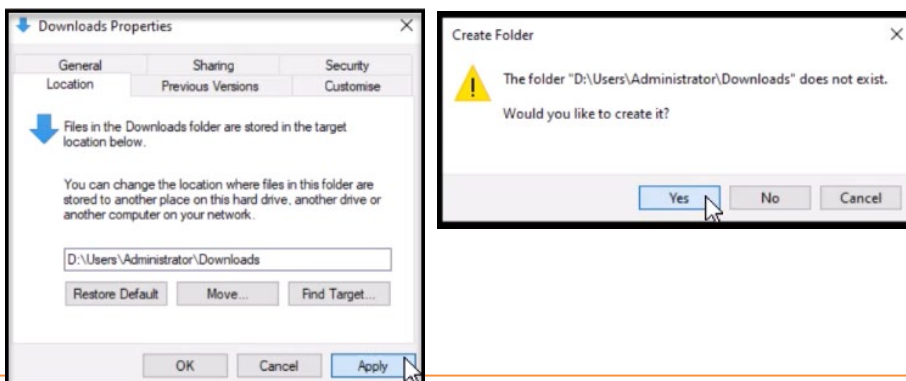 Downloads Properties
General
Sharing
Security
Location
Previous Versions
Customise
Files in the Downloads folder are stored in the target
location below.
You can change the location where files in this folder are
stored to another place on this hard drive, another drive or
another computer on your network.
D:\Users\Administrator\Downloads
Restore Default
Move...
Find Target...
OK
Cancel
Apply
Create Folder
The folder "D:\Users\Administrator\Downloads" does not exist.
Would you like to create it?
Yes
No
Cancel